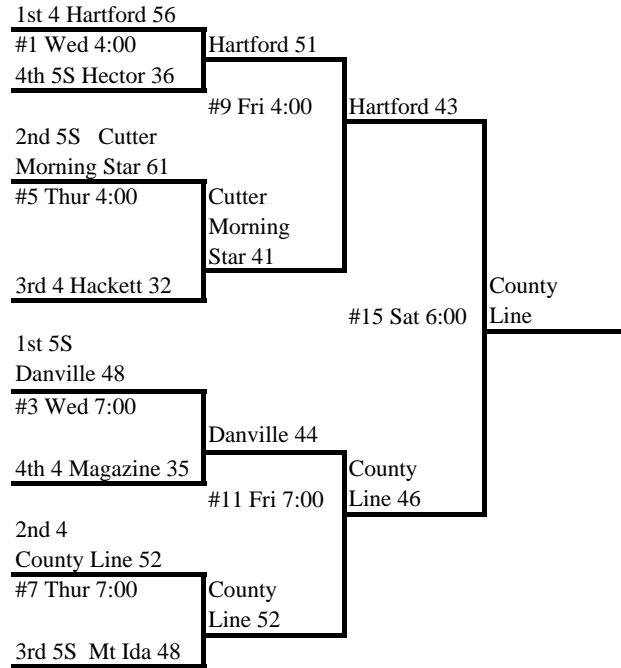 1st 4 Hartford 56
#1 Wed 4:00
4th 5S Hector 36
Hartford 51
#9 Fri 4:00
Hartford 43
2nd 5S Cutter
Morning Star 61
#5 Thur 4:00
Cutter
Morning
Star 41
3rd 4 Hackett 32
#15 Sat 6:00
County
Line
1st 5S
Danville 48
#3 Wed 7:00
Danville 44
4th 4 Magazine 35
#11 Fri 7:00
County
Line 46
2nd 4
County Line 52
#7 Thur 7:00
County
Line 52
3rd 5S Mt Ida 48